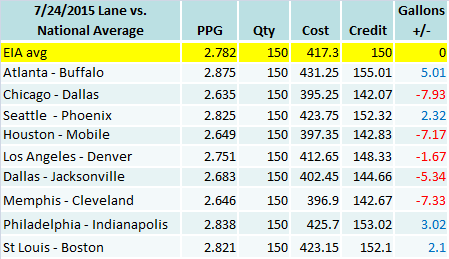 7/24/2015 Lane vs. National Average PPG Qty Cost Credit Gallons +/-
EIA avg 2.782 150 417.3 150 0
Atlanta - Buffalo 2.875 150 431.25 155.01 5.01
Chicago - Dallas 2.635 150 395.25 142.07 -7.93
Seattle - Phoenix 2.825 150 423.75 152.32 2.32
Houston - Mobile 2.649 150 397.35 142.83 -7.17
Los Angeles - Denver 2.751 150 412.65 148.33 -1.67
Dallas - Jacksonville 2.683 150 402.45 144.66 -5.34
Memphis - Cleveland 2.646 150 396.9 142.67 -7.33
Philadelphia - Indianapolis 2.838 150 425.7 153.02 3.02
St Louis - Boston 2.821 150 423.15 152.1 2.1